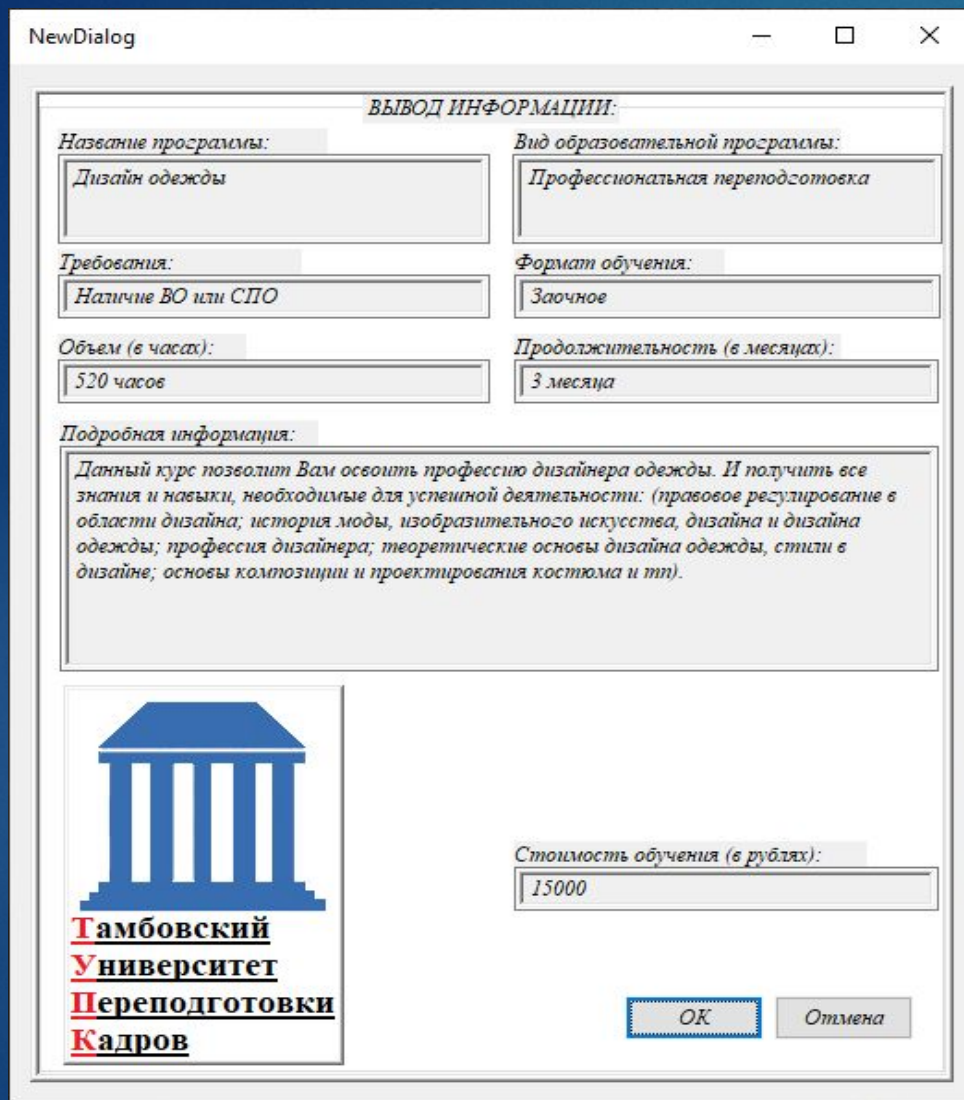 NewDialog
ВЫВОД ИНФОРМАЦИИ:
Название программы:
Дизайн одежды
Вид образовательной программы:
Профессиональная переподготовка
Требования:
Наличие ВО или СПО
Формат обучения:
Заочное
Объем (в часах):
520 часов
Продолжительность (в месяцах):
3 месяца
Подробная информация:
Данный курс позволит Вам освоить профессию дизайнера одежды. И получить все
знания и навыки, необходимые для успешной деятельности: (правовое регулирование в
области дизайна; история моды, изобразительного искусства, дизайна и дизайна
одежды; профессия дизайнера; теоретические основы дизайна одежды, стили в
дизайне; основы композиции и проектирования костюма и тп).
Тамбовский
Университет
Переподготовки
Кадров
Стоимость обучения (в рублях):
15000
OK
Отмена